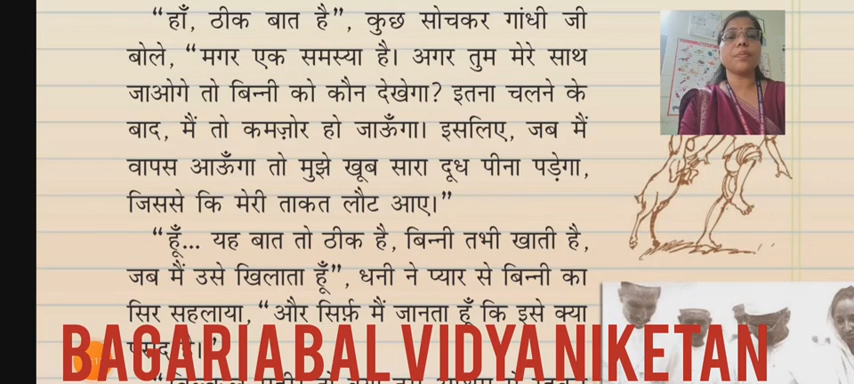 “हाँ, ठीक बात है”, कुछ सोचकर गांधी जी
बोले, “मगर एक समस्या है। अगर तुम मेरे साथ
जाओगे तो बिन्नी को कौन देखेगा? इतना चलने के
बाद, मैं तो कमज़ोर हो जाऊँगा। इसलिए, जब मैं
वापस आऊँगा तो मुझे खूब सारा दूध पीना पड़ेगा,
जिससे कि मेरी ताकत लौट आए।”
“हूँ... यह बात तो ठीक है, बिन्नी तभी खाती है,
जब मैं उसे खिलाता हूँ”, धनी ने प्यार से बिन्नी का
सिर सहलाया, “और सिर्फ़ मैं जानता हूँ कि इसे क्या
BAGARIA BAL VIDYA NIKETAN